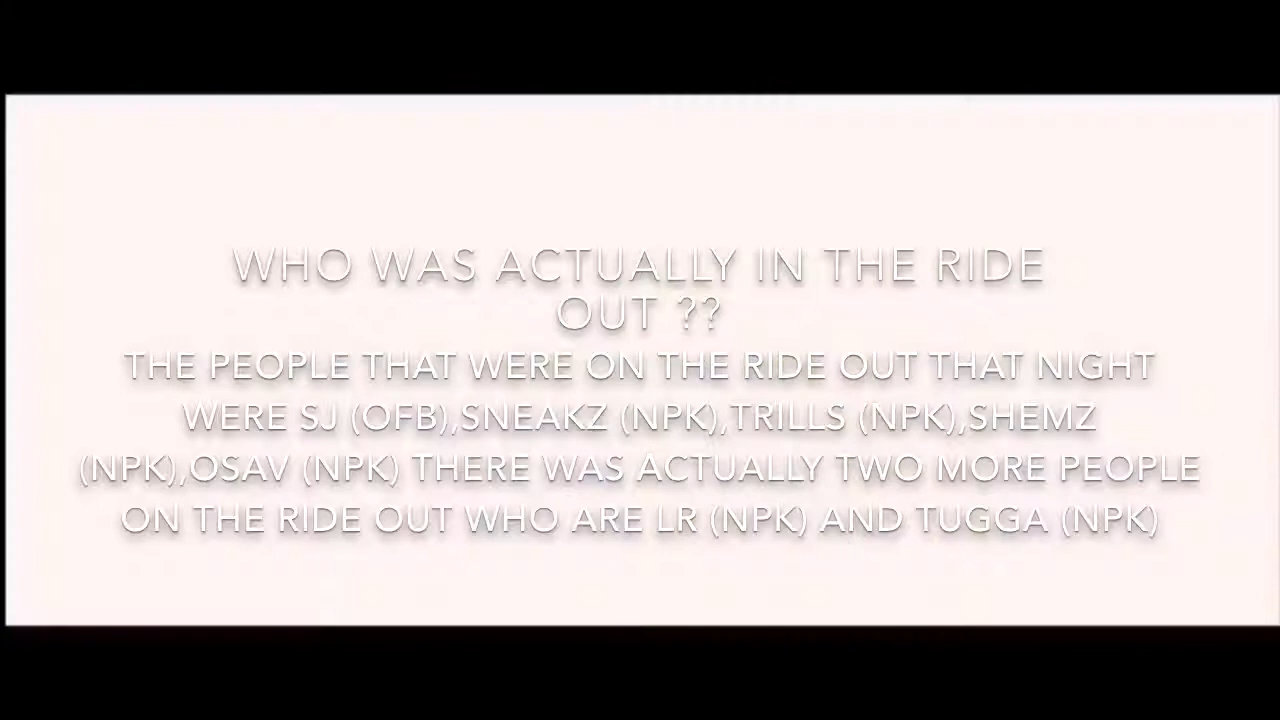 WHO WAS ACTUALLY IN THE RIDE
OUT ??
THE PEOPLE THAT WERE ON THE RIDE OUT THAT NIGHT
WERE SJ (OFB),SNEAKZ (NPK),TRILLS (NPK),SHEMZ
(NPK),OSAV (NPK) THERE WAS ACTUALLY TWO MORE PEOPLE
ON THE RIDE OUT WHO ARE LR (NPK) AND TUGGA (NPK)